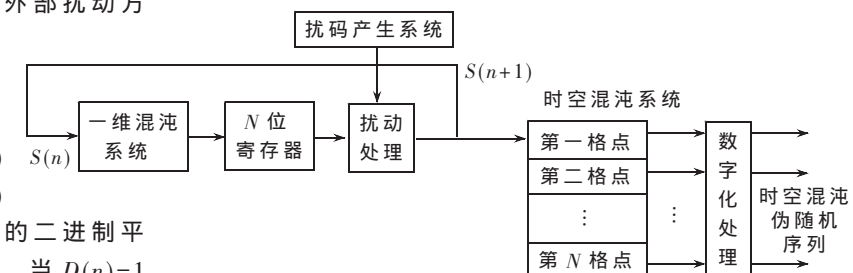 外部扰动方
扰码产生系统
S(n+1)
时空混沌系统
一维混沌
系统
N 位
寄存器
扰动
处理
S(n)
第一格点
第二格点
⋮
第 N 格点
⋮
数
字
化
处
理
时空混沌
伪随机
序列
)
)
的二进制平
当 D(n)=1